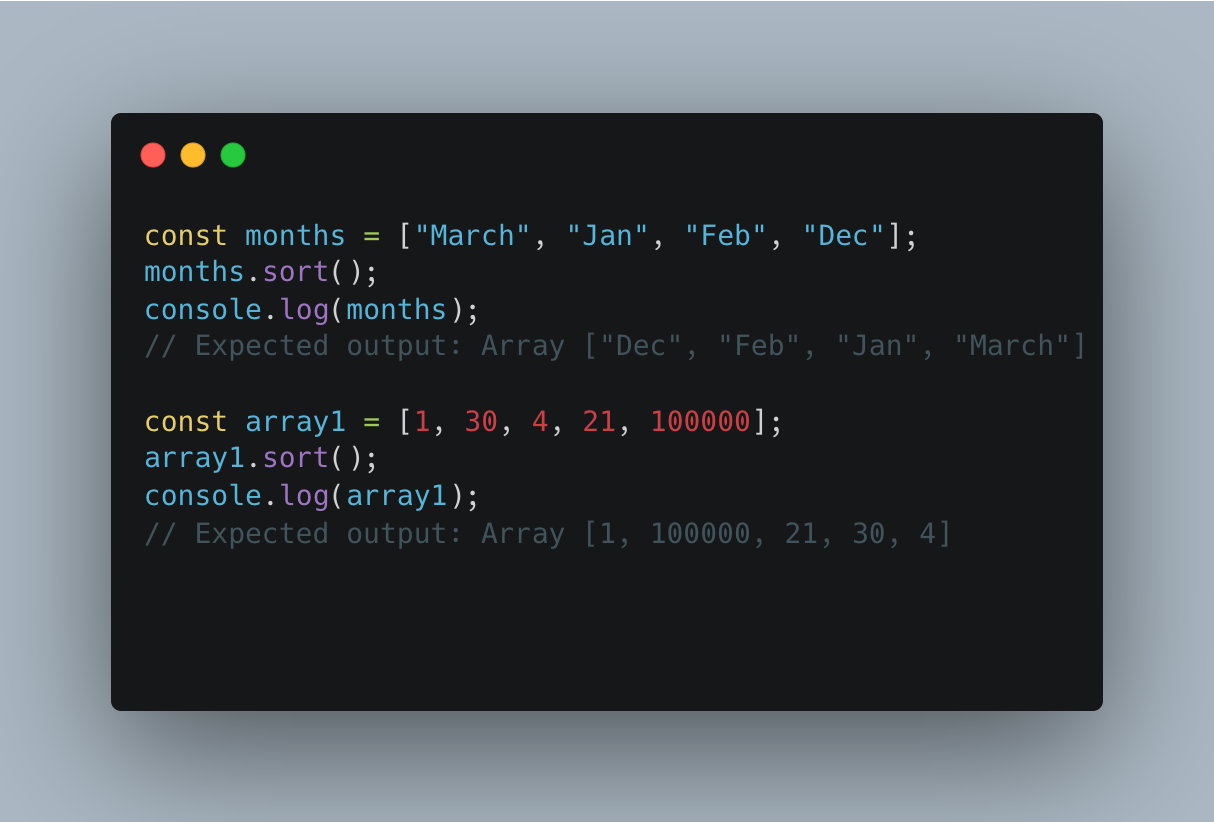 const months = ["March", "Jan", "Feb", "Dec"];
months.sort();
console.log(months);
// Expected output: Array ["Dec", "Feb", "Jan", "March"]
const array1 = [1, 30, 4, 21, 100000];
array1.sort();
console.log(array1);
// Expected output: Array [1, 100000, 21, 30, 4]